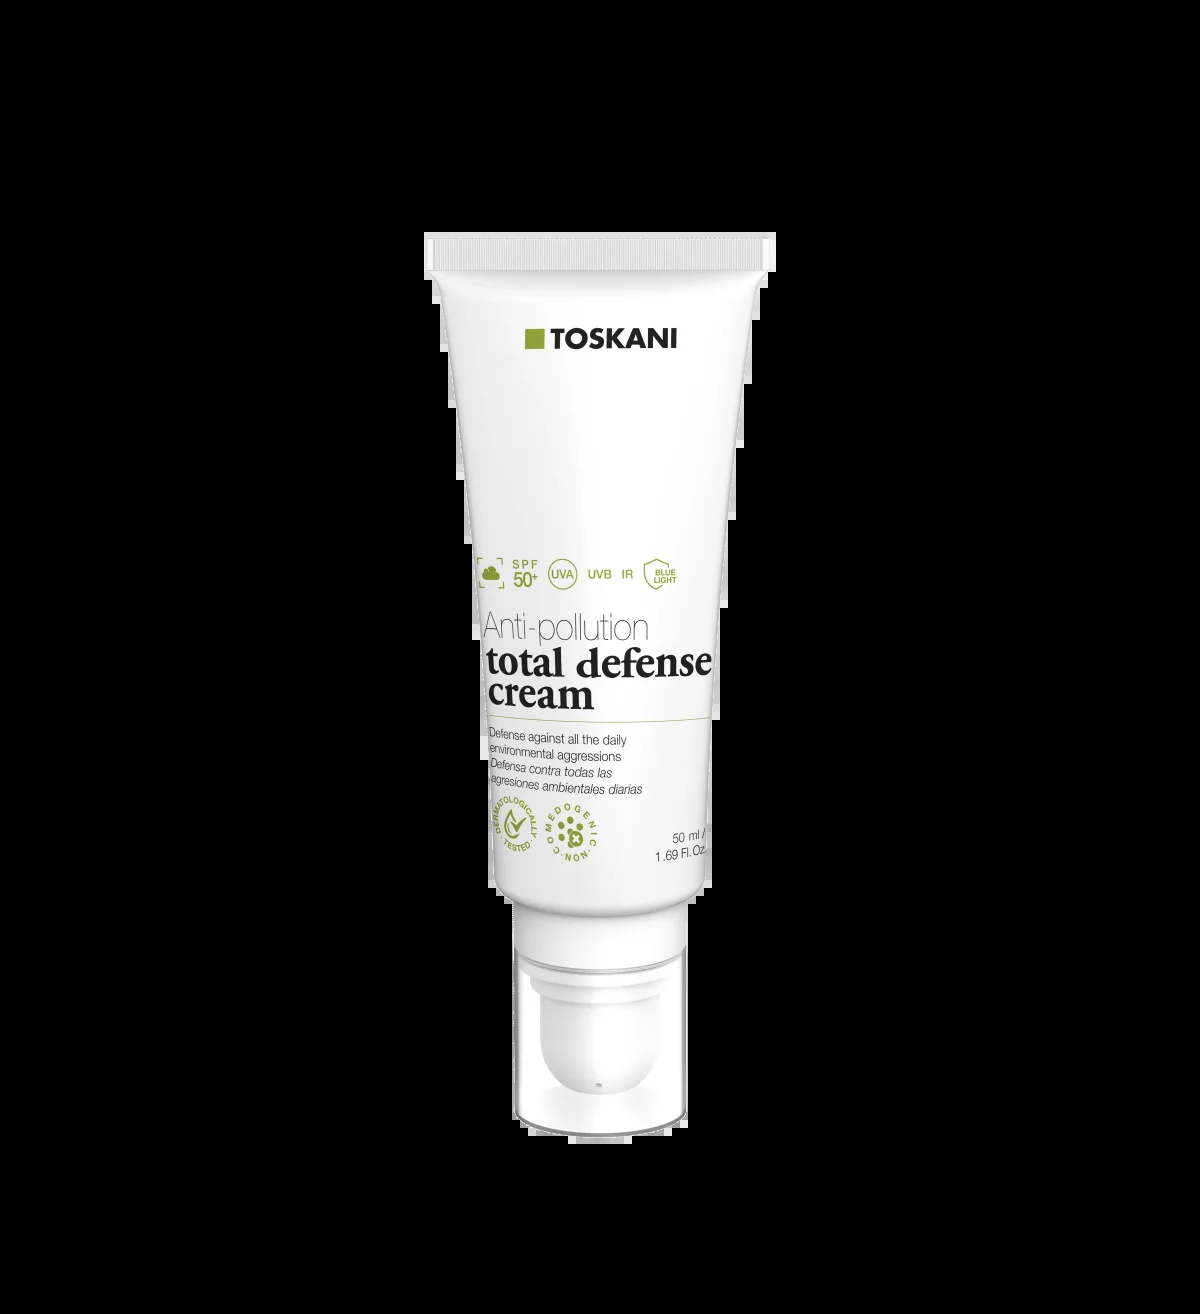 TOSKANI
SPF
50+
UVA
UVB
IR
BLUE
LIGHT
Anti-pollution
total defense
cream
Defense against all the daily
environmental aggressions
Defensa contra todas las
agresiones ambientales diarias
DERMATOLOGICALLY · TESTED ·
NON-COMEDOGENIC
50 ml /
1.69 Fl. Oz.